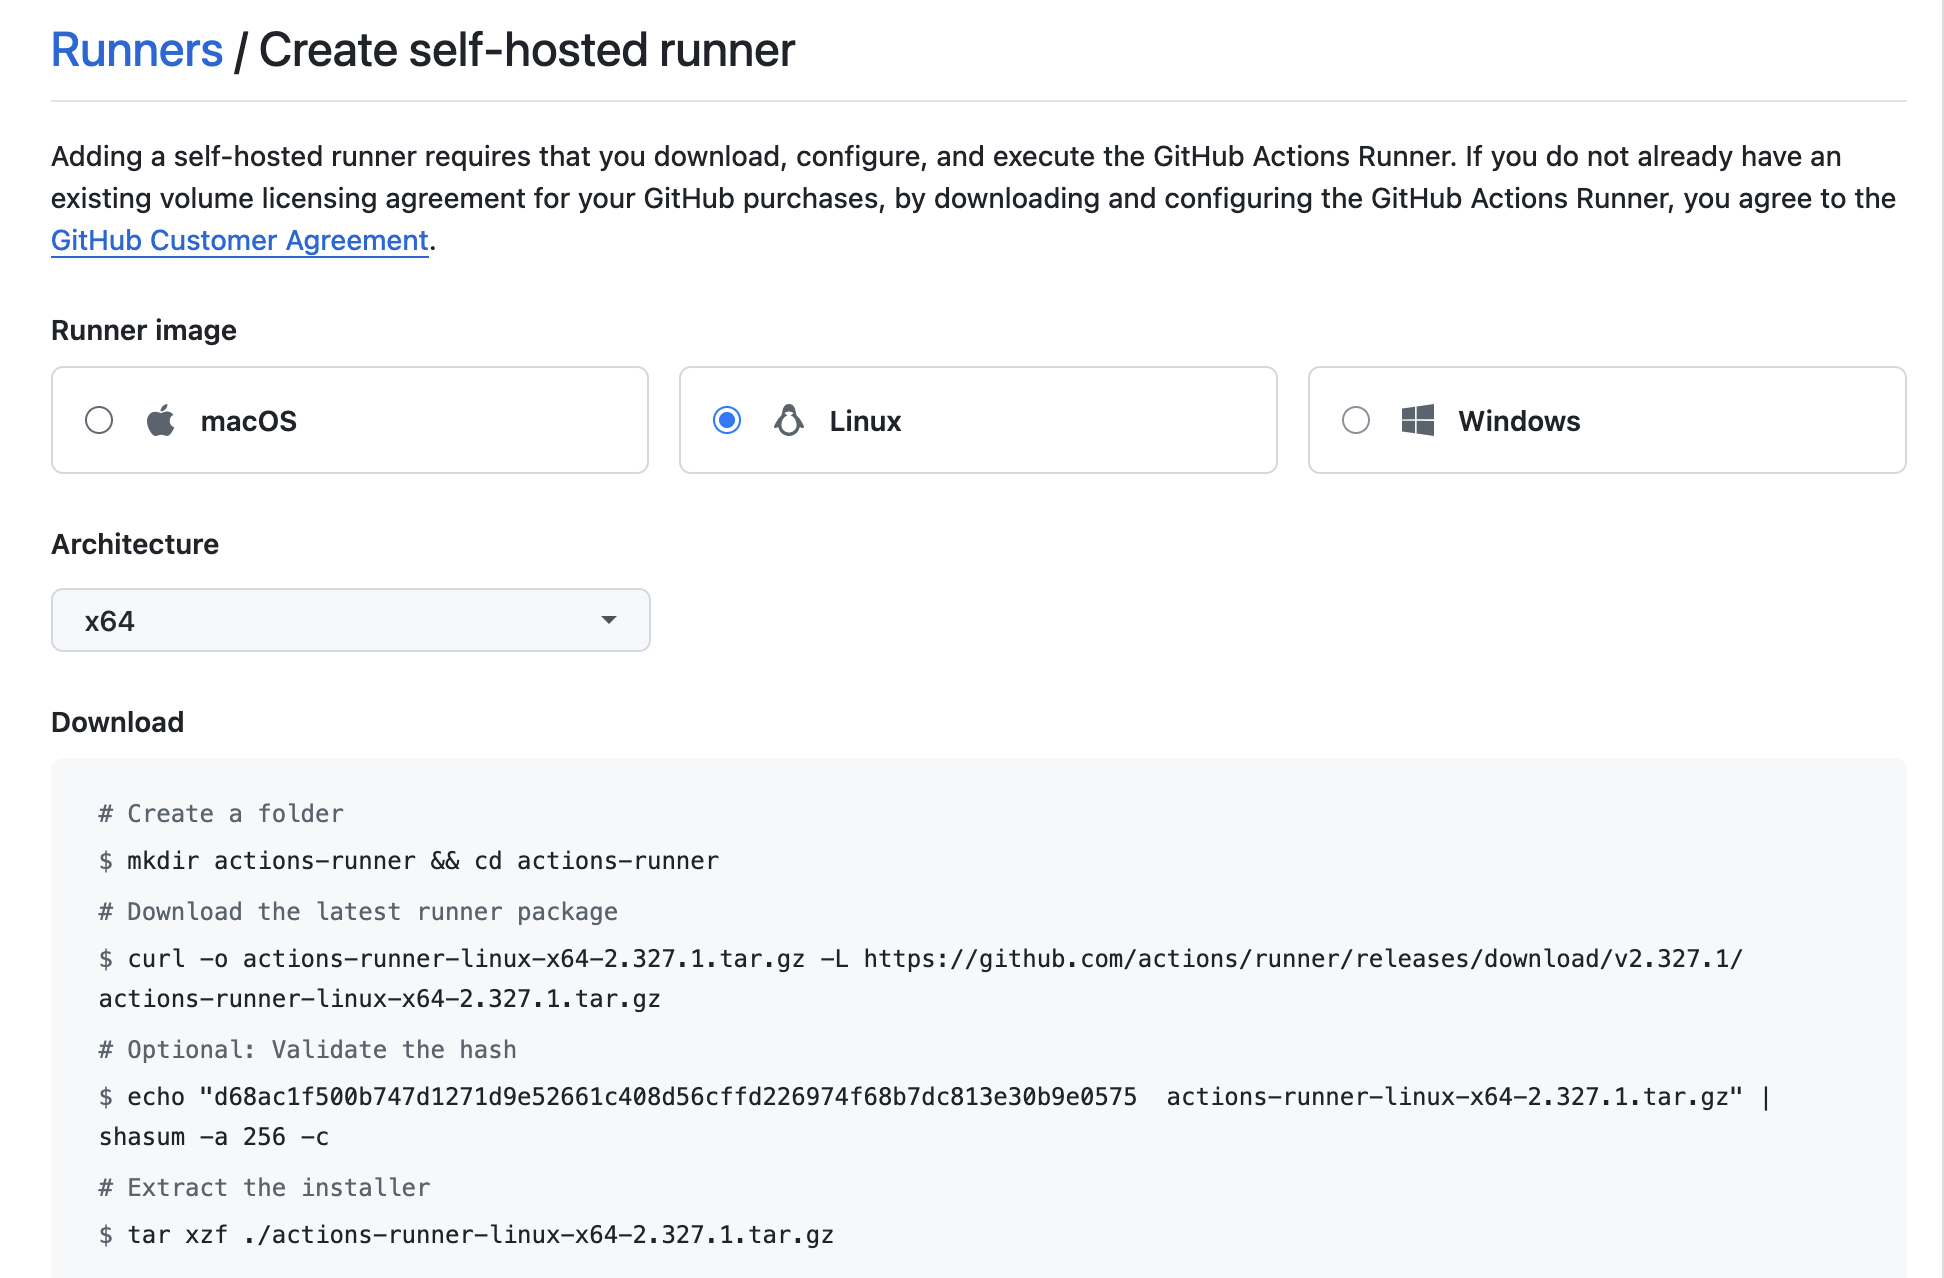 Runners / Create self-hosted runner
Adding a self-hosted runner requires that you download, configure, and execute the GitHub Actions Runner. If you do not already have an
existing volume licensing agreement for your GitHub purchases, by downloading and configuring the GitHub Actions Runner, you agree to the
GitHub Customer Agreement.
Runner image
macOS
Linux
Windows
Architecture
x64
Download
# Create a folder
$ mkdir actions-runner && cd actions-runner
# Download the latest runner package
$ curl -o actions-runner-linux-x64-2.327.1.tar.gz -L https://github.com/actions/runner/releases/download/v2.327.1/
actions-runner-linux-x64-2.327.1.tar.gz
# Optional: Validate the hash
$ echo "d68ac1f500b747d1271d9e52661c408d56cffd226974f68b7dc813e30b9e0575  actions-runner-linux-x64-2.327.1.tar.gz" |
shasum -a 256 -c
# Extract the installer
$ tar xzf ./actions-runner-linux-x64-2.327.1.tar.gz